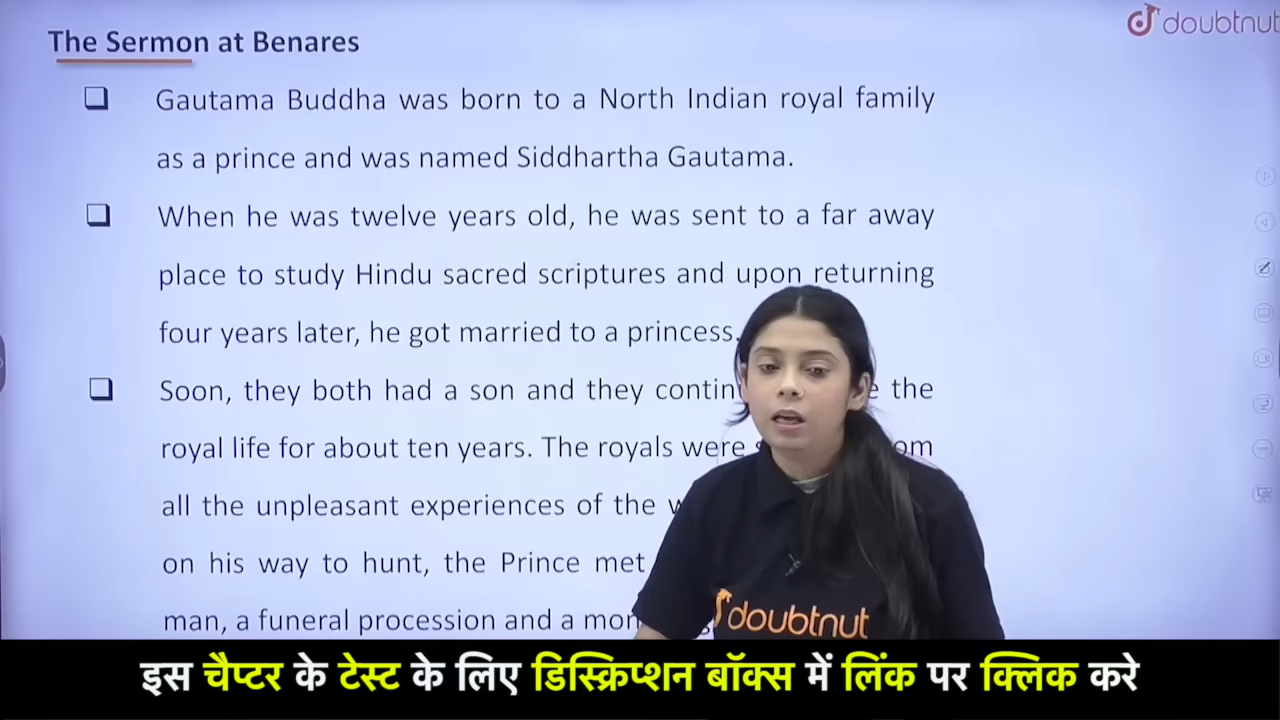 The Sermon at Benares
doubtnut
Gautama Buddha was born to a North Indian royal family
as a prince and was named Siddhartha Gautama.
When he was twelve years old, he was sent to a far away
place to study Hindu sacred scriptures and upon returning
four years later, he got married to a princess.
Soon, they both had a son and they contin the
royal life for about ten years. The royals were
all the unpleasant experiences of the
on his way to hunt, the Prince met
man, a funeral procession and a mon
doubtnut
इस चैप्टर के टेस्ट के लिए डिस्क्रिप्शन बॉक्स में लिंक पर क्लिक करे